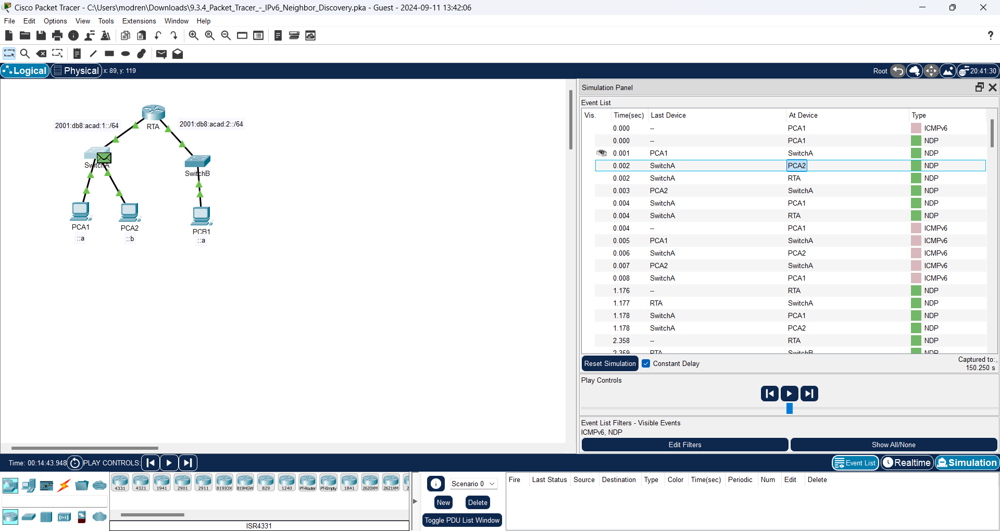 Cisco Packet Tracer - C:\Users\modren\Downloads\9.3.4_Packet_Tracer_-_IPv6_Neighbor_Discovery.pka - Guest - 2024-09-11 13:42:06
File Edit Options View Tools Extensions Window Help
Logical Physical x: 89, y: 119 Root 20:41:30
2001:db8:acad:1::/64
RTA
2001:db8:acad:2::/64
SwitchA
SwitchB
PCA1
PCA2
PCB1
::a
::b
::a
Simulation Panel
Event List
Vis. Time(sec) Last Device At Device Type
0.000 -- PCA1 ICMPv6
0.000 -- PCA1 NDP
0.001 PCA1 SwitchA NDP
0.002 SwitchA PCA2 NDP
0.002 SwitchA RTA NDP
0.003 PCA2 SwitchA NDP
0.004 SwitchA PCA1 NDP
0.004 SwitchA RTA NDP
0.004 -- PCA1 ICMPv6
0.005 PCA1 SwitchA ICMPv6
0.006 SwitchA PCA2 ICMPv6
0.007 PCA2 SwitchA ICMPv6
0.008 SwitchA PCA1 ICMPv6
1.176 -- RTA NDP
1.177 RTA SwitchA NDP
1.178 SwitchA PCA1 NDP
1.178 SwitchA PCA2 NDP
2.358 -- RTA NDP
2.359 RTA SwitchB NDP
Reset Simulation Constant Delay Captured to:
150.250 s
Play Controls
Event List Filters - Visible Events
ICMPv6, NDP
Edit Filters Show All/None
Time: 00:14:43.948 PLAY CONTROLS: Event List Realtime Simulation
4331 4321 1941 2901 2911 819IOX 819HGW 829 1240 PT-Router PT-Empty 1841 2620XM 2621XM 2
ISR4331
Scenario 0
New Delete
Toggle PDU List Window
Fire Last Status Source Destination Type Color Time(sec) Periodic Num Edit Delete